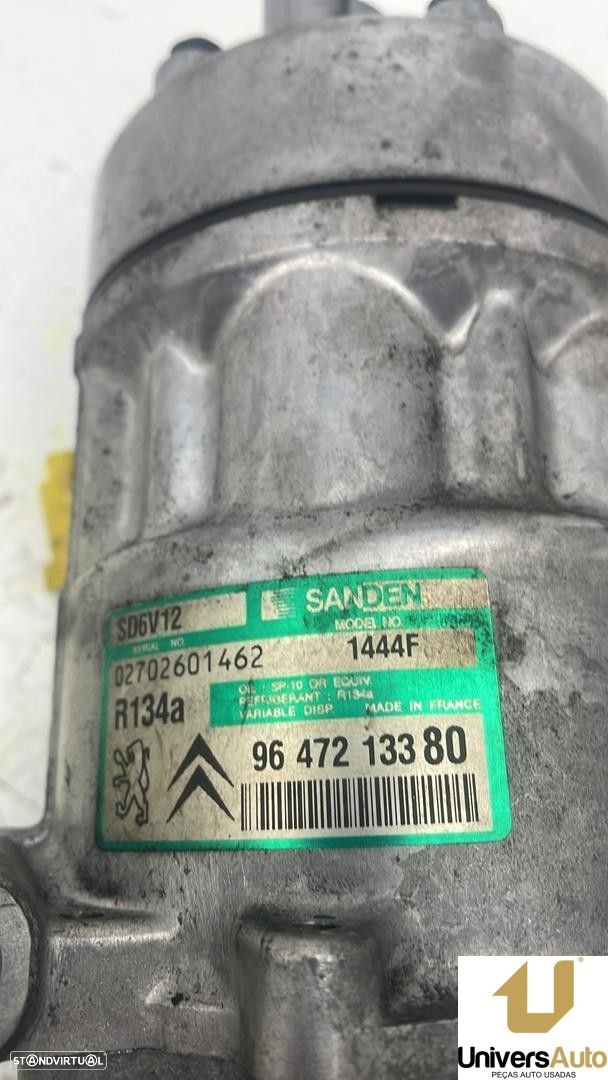 SD6V12
SANDEN
SERIAL NO.
MODEL NO.
02702601462
1444F
R134a
OIL : SP-10 OR EQUIV.
REFRIGERANT : R134a
VARIABLE DISP. MADE IN FRANCE
96 472 133 80
UniversAuto
PEÇAS AUTO USADAS
STANDVIRTUAL